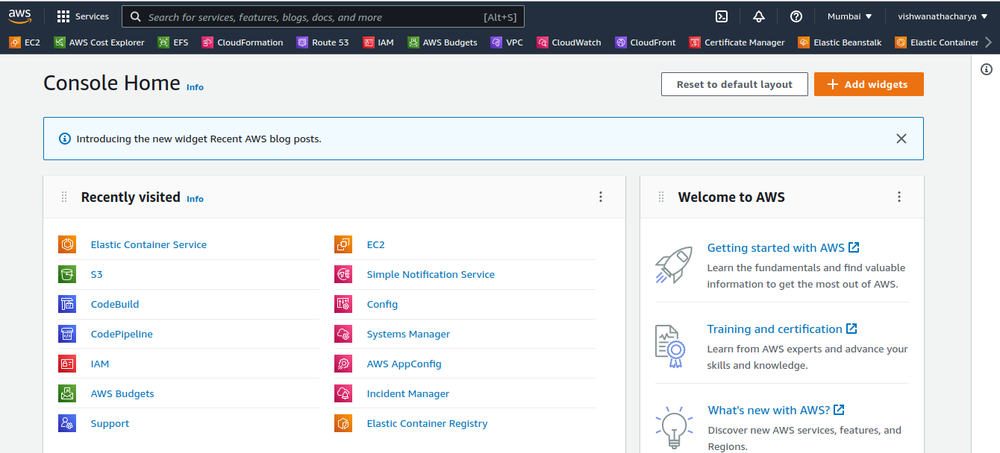 aws Services Search for services, features, blogs, docs, and more [Alt+S] Mumbai ▼ vishwanathacharya ▼
EC2 AWS Cost Explorer EFS CloudFormation Route 53 IAM AWS Budgets VPC CloudWatch CloudFront Certificate Manager Elastic Beanstalk Elastic Container
Console Home Info
Reset to default layout
+ Add widgets
Introducing the new widget Recent AWS blog posts.
Recently visited Info
Elastic Container Service
S3
CodeBuild
CodePipeline
IAM
AWS Budgets
Support
EC2
Simple Notification Service
Config
Systems Manager
AWS AppConfig
Incident Manager
Elastic Container Registry
Welcome to AWS
Getting started with AWS
Learn the fundamentals and find valuable
information to get the most out of AWS.
Training and certification
Learn from AWS experts and advance your
skills and knowledge.
What's new with AWS?
Discover new AWS services, features, and
Regions.